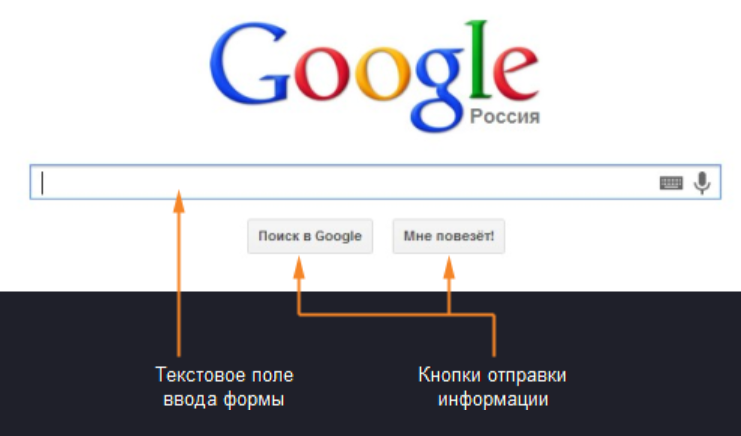 Google
Россия
Поиск в Google
Мне повезёт!
Текстовое поле
ввода формы
Кнопки отправки
информации